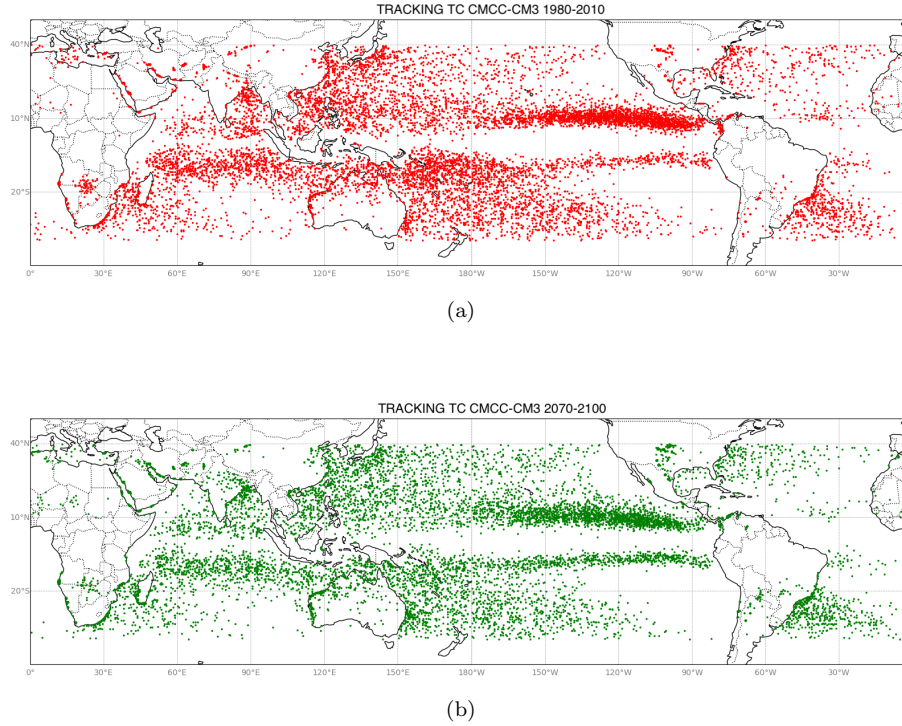 TRACKING TC CMCC-CM3 1980-2010
40°N
10°N
20°S
0° 30°E 60°E 90°E 120°E 150°E 180°W 150°W 120°W 90°W 60°W 30°W
(a)
TRACKING TC CMCC-CM3 2070-2100
40°N
10°N
20°S
0° 30°E 60°E 90°E 120°E 150°E 180°W 150°W 120°W 90°W 60°W 30°W
(b)